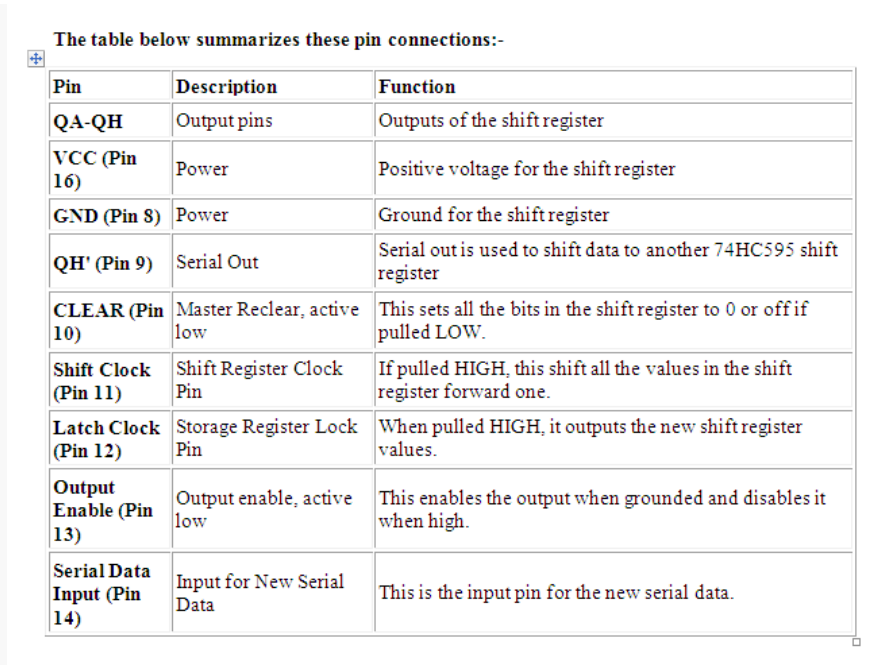 The table below summarizes these pin connections:-
Pin Description Function
QA-QH Output pins Outputs of the shift register
VCC (Pin
16)
Power
Positive voltage for the shift register
GND (Pin 8) Power Ground for the shift register
QH' (Pin 9)
Serial Out
Serial out is used to shift data to another 74HC595 shift
register
CLEAR (Pin
10)
Master Reclear, active
low
This sets all the bits in the shift register to 0 or off if
pulled LOW.
Shift Clock
(Pin 11)
Shift Register Clock
Pin
If pulled HIGH, this shift all the values in the shift
register forward one.
Latch Clock
(Pin 12)
Storage Register Lock
Pin
When pulled HIGH, it outputs the new shift register
values.
Output
Enable (Pin
13)
Output enable, active
low
This enables the output when grounded and disables it
when high.
Serial Data
Input (Pin
14)
Input for New Serial
Data
This is the input pin for the new serial data.